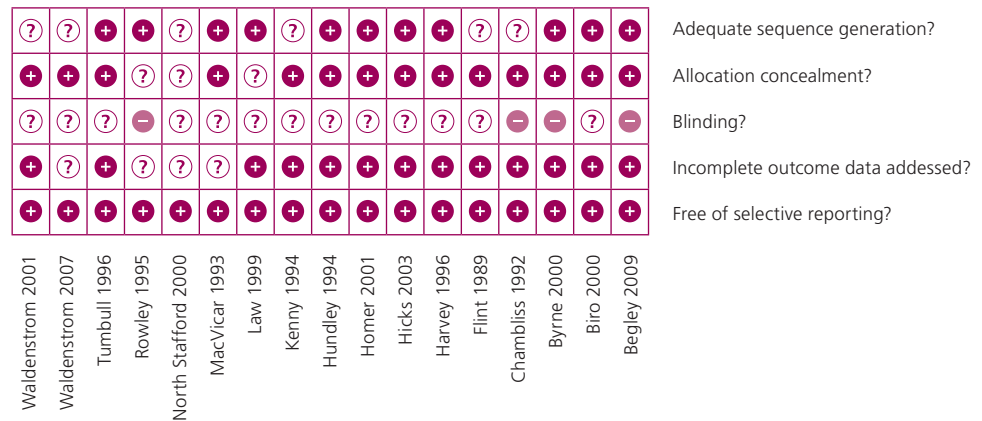 ? ? + + ? + + ? + + + + ? ? + + + Adequate sequence generation?
+ + + ? ? + ? + + + + + + + + + + Allocation concealment?
? ? ? − ? ? ? ? ? ? ? ? ? − − ? − Blinding?
+ ? + ? ? ? + + + + + + + + + + + Incomplete outcome data addessed?
+ + + + + + + + + + + + + + + + + Free of selective reporting?
Waldenstrom 2001
Waldenstrom 2007
Tumbull 1996
Rowley 1995
North Stafford 2000
MacVicar 1993
Law 1999
Kenny 1994
Hundley 1994
Homer 2001
Hicks 2003
Harvey 1996
Flint 1989
Chambliss 1992
Byrne 2000
Biro 2000
Begley 2009